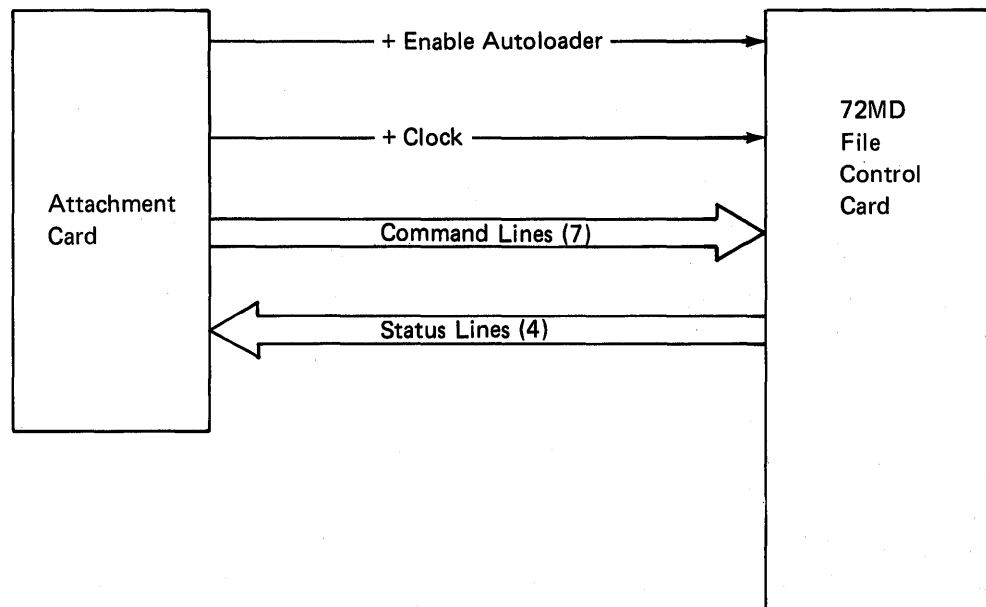 + Enable Autoloader
72MD
File
Control
Card
+ Clock
Attachment
Card
Command Lines (7)
Status Lines (4)